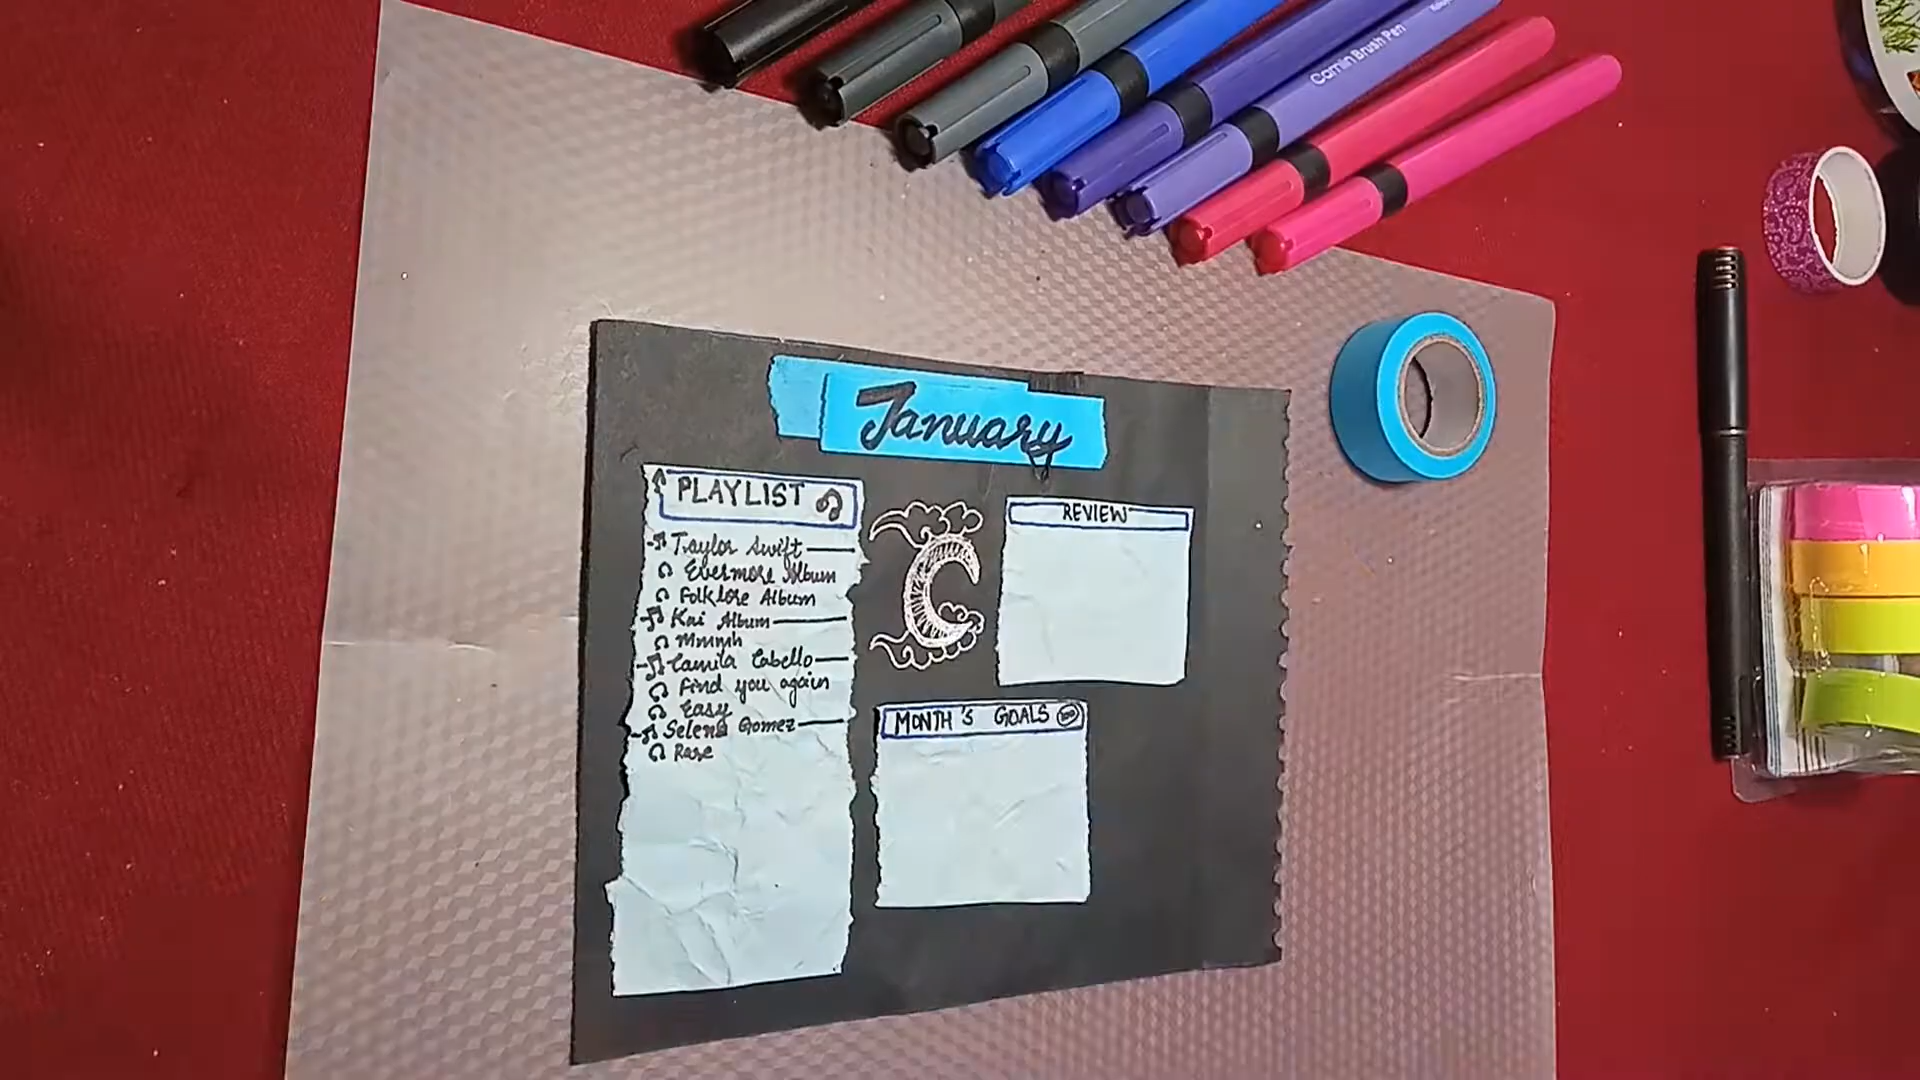 Camlin Brush Pen
January
PLAYLIST
Taylor Swift
Evermore Album
Folklore Album
Kai Album
Mmmh
Camila Cabello
Find you again
Easy
Selena Gomez
Rare
REVIEW
MONTH'S GOALS